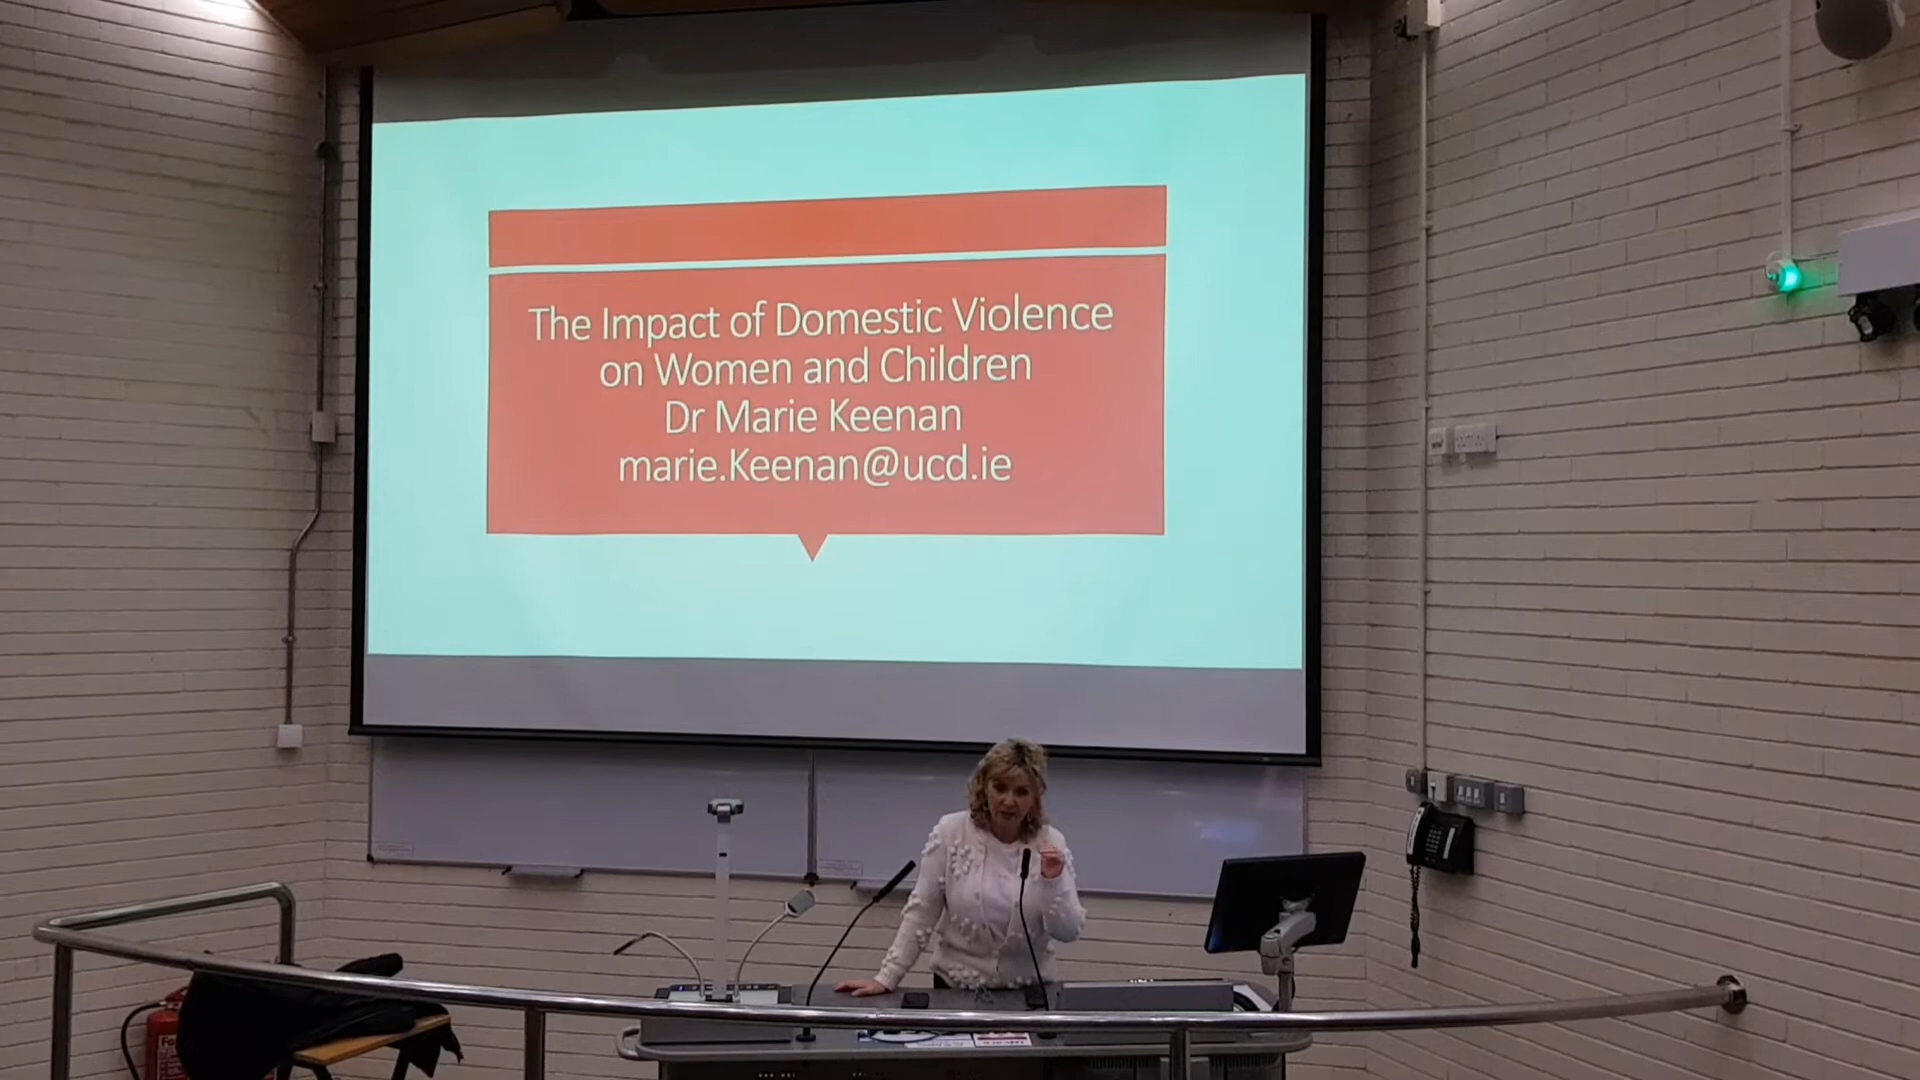 The Impact of Domestic Violence
on Women and Children
Dr Marie Keenan
marie.Keenan@ucd.ie